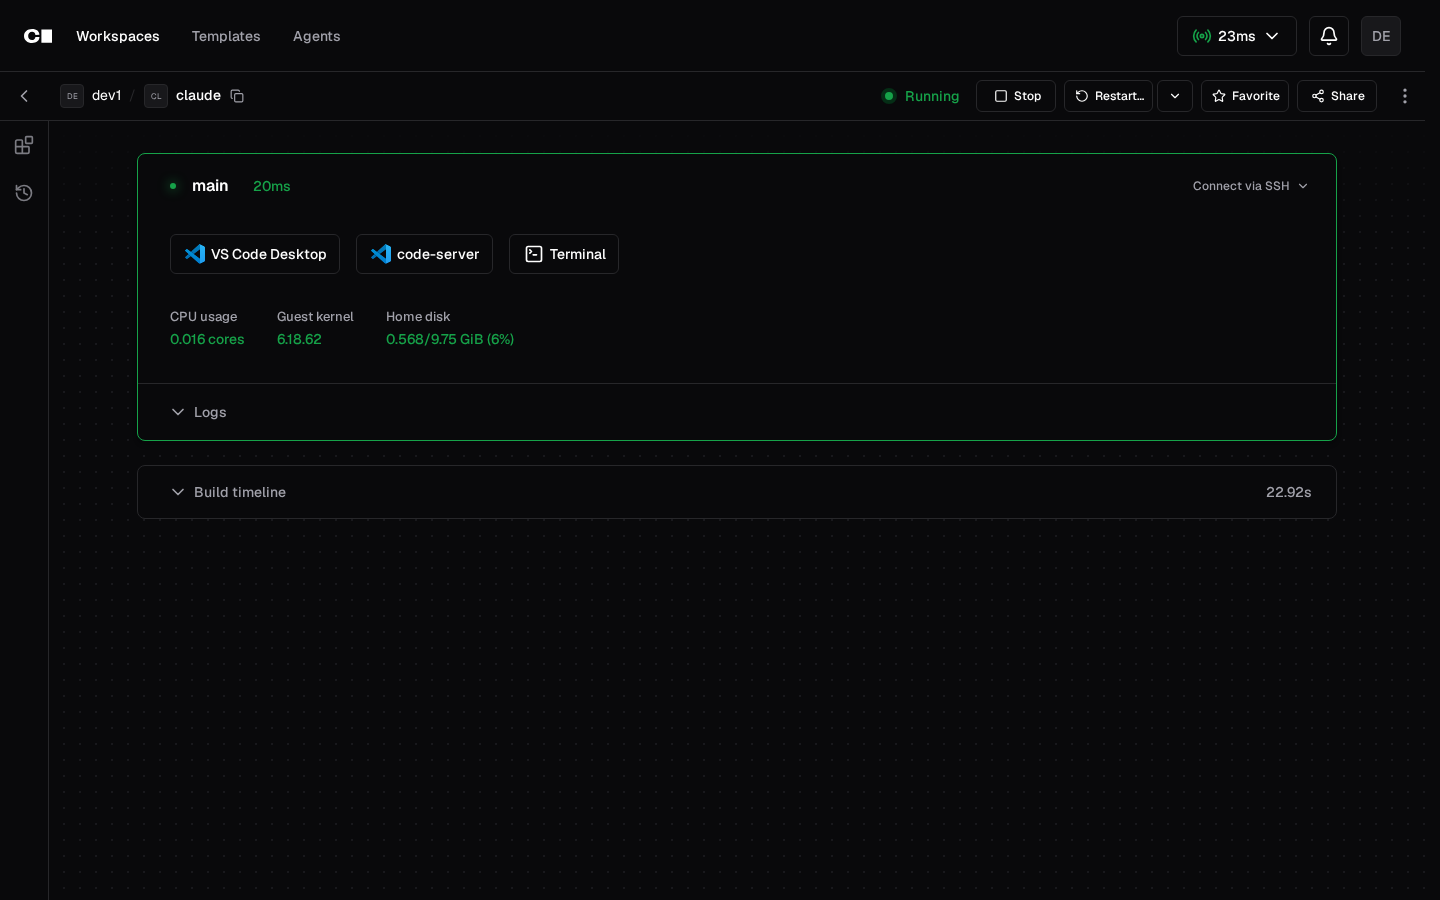 Workspaces Templates Agents 23ms DE
DE dev1 / CL claude Running Stop Restart... Favorite Share
main 20ms Connect via SSH
VS Code Desktop code-server Terminal
CPU usage Guest kernel Home disk
0.016 cores 6.18.62 0.568/9.75 GiB (6%)
Logs
Build timeline 22.92s